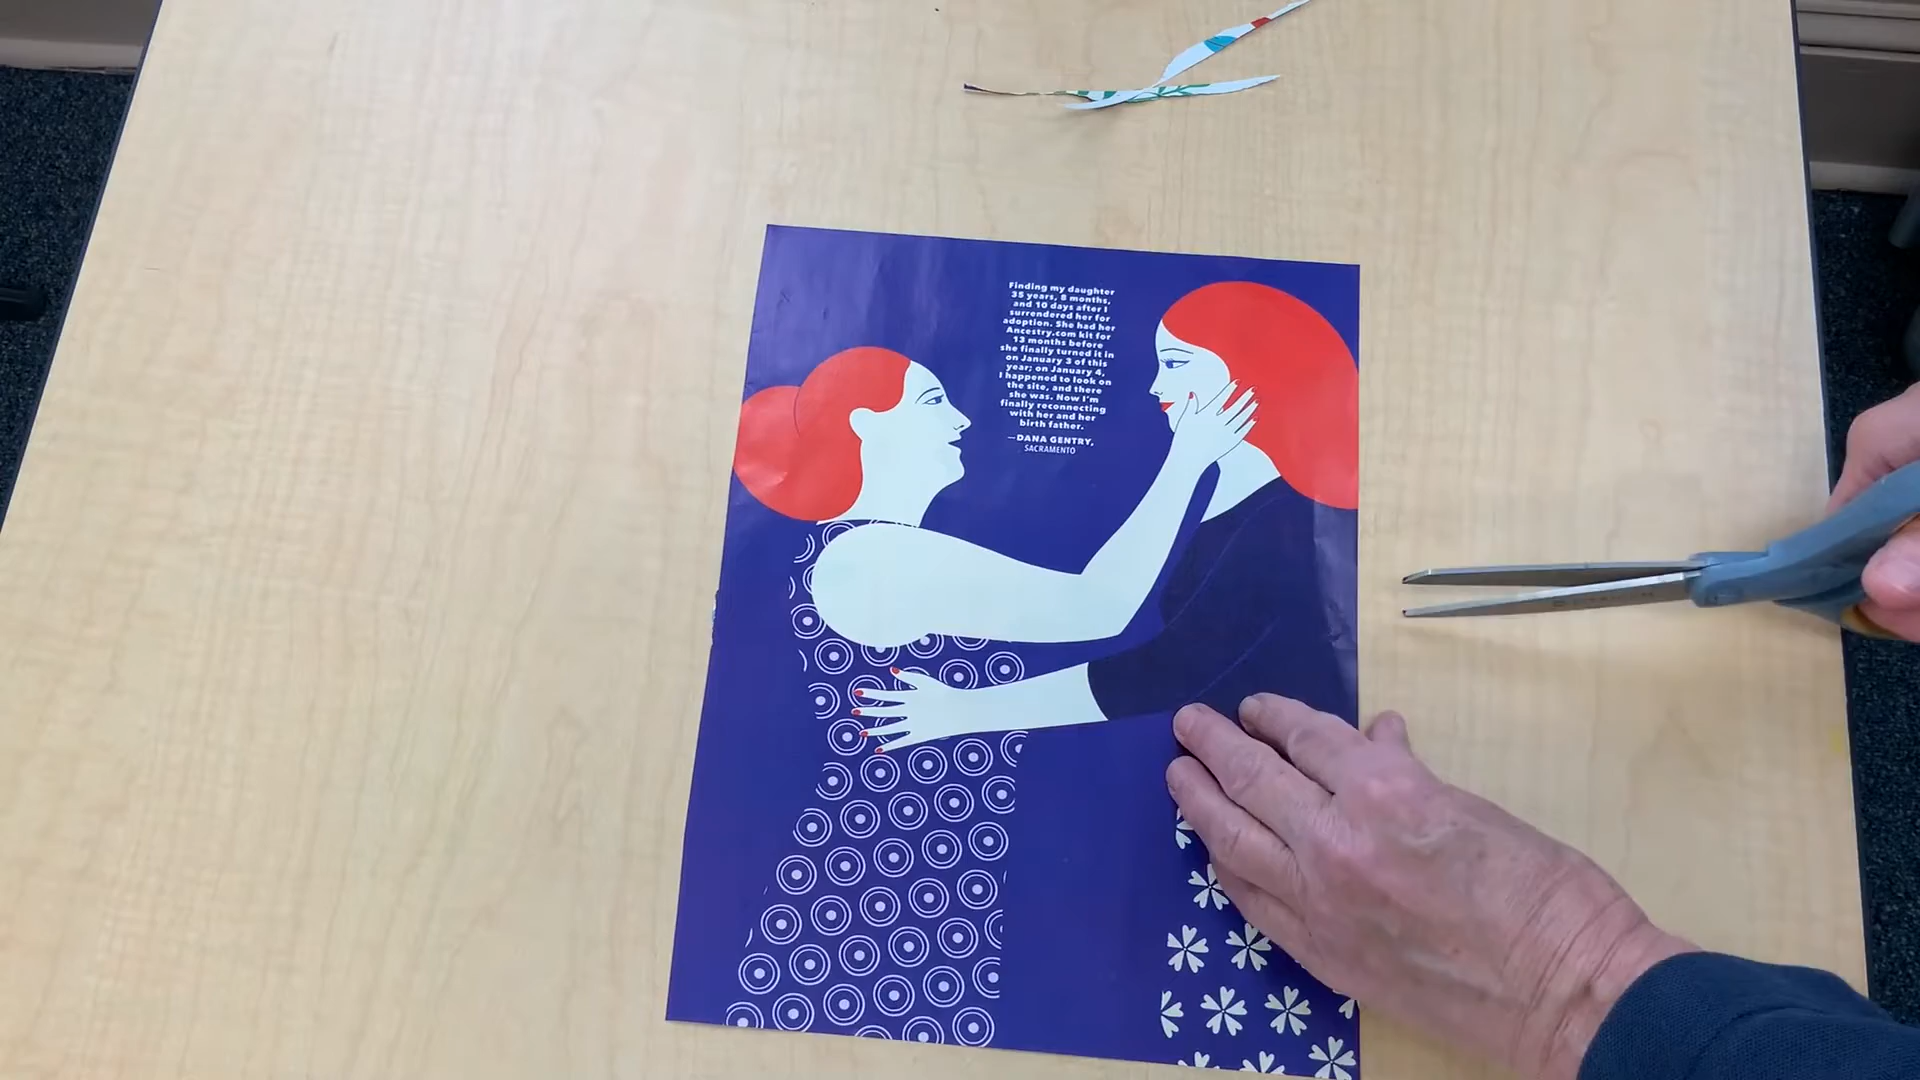 Finding my daughter
35 years, 8 months,
and 10 days after I
surrendered her for
adoption. She had her
Ancestry.com kit for
13 months before
she finally turned it in
on January 3 of this
year; on January 4,
I happened to look on
the site, and there
she was. Now I'm
finally reconnecting
with her and her
birth father.
—DANA GENTRY,
SACRAMENTO